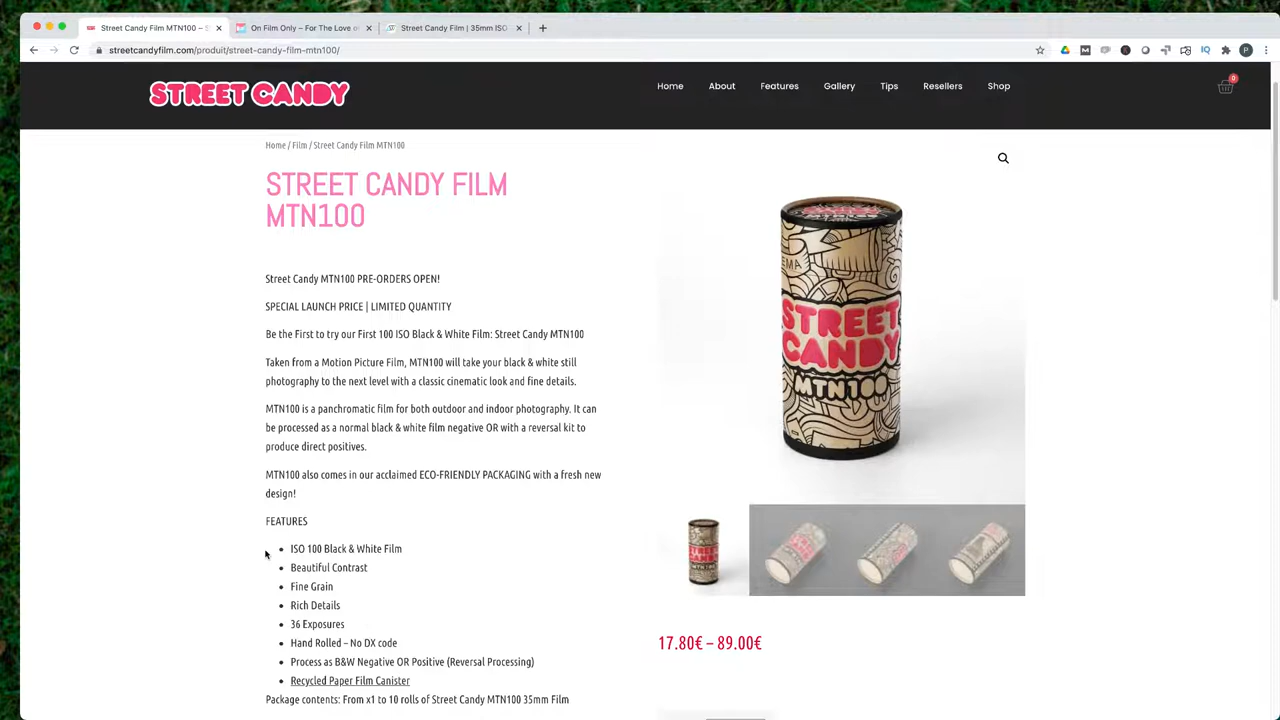 Street Candy Film MTN100 – S
On Film Only – For The Love o
Street Candy Film | 35mm ISO
streetcandyfilm.com/produit/street-candy-film-mtn100/
STREET CANDY
Home About Features Gallery Tips Resellers Shop
0
Home / Film / Street Candy Film MTN100
STREET CANDY FILM
MTN100
Street Candy MTN100 PRE-ORDERS OPEN!
SPECIAL LAUNCH PRICE | LIMITED QUANTITY
Be the First to try our First 100 ISO Black & White Film: Street Candy MTN100
Taken from a Motion Picture Film, MTN100 will take your black & white still
photography to the next level with a classic cinematic look and fine details.
MTN100 is a panchromatic film for both outdoor and indoor photography. It can
be processed as a normal black & white film negative OR with a reversal kit to
produce direct positives.
MTN100 also comes in our acclaimed ECO-FRIENDLY PACKAGING with a fresh new
design!
FEATURES
• ISO 100 Black & White Film
• Beautiful Contrast
• Fine Grain
• Rich Details
• 36 Exposures
• Hand Rolled – No DX code
• Process as B&W Negative OR Positive (Reversal Processing)
• Recycled Paper Film Canister
Package contents: From x1 to 10 rolls of Street Candy MTN100 35mm Film
STREET
CANDY
MTN100
17.80€ – 89.00€